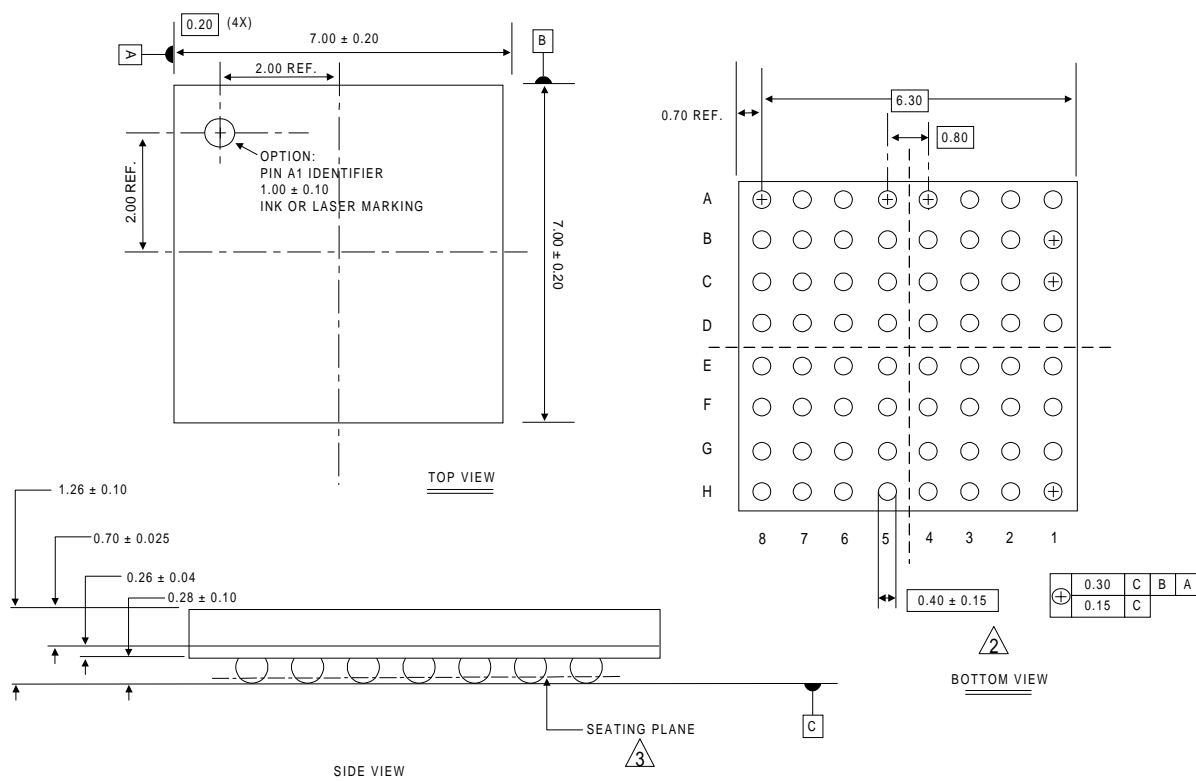 0.20 (4X)
7.00 ± 0.20
A
B
2.00 REF.
2.00 REF.
OPTION:
PIN A1 IDENTIFIER
1.00 ± 0.10
INK OR LASER MARKING
7.00 ± 0.20
TOP VIEW
6.30
0.70 REF.
0.80
A
B
C
D
E
F
G
H
8 7 6 5 4 3 2 1
0.40 ± 0.15
0.30 C B A
0.15 C
2
BOTTOM VIEW
1.26 ± 0.10
0.70 ± 0.025
0.26 ± 0.04
0.28 ± 0.10
C
SEATING PLANE
3
SIDE VIEW